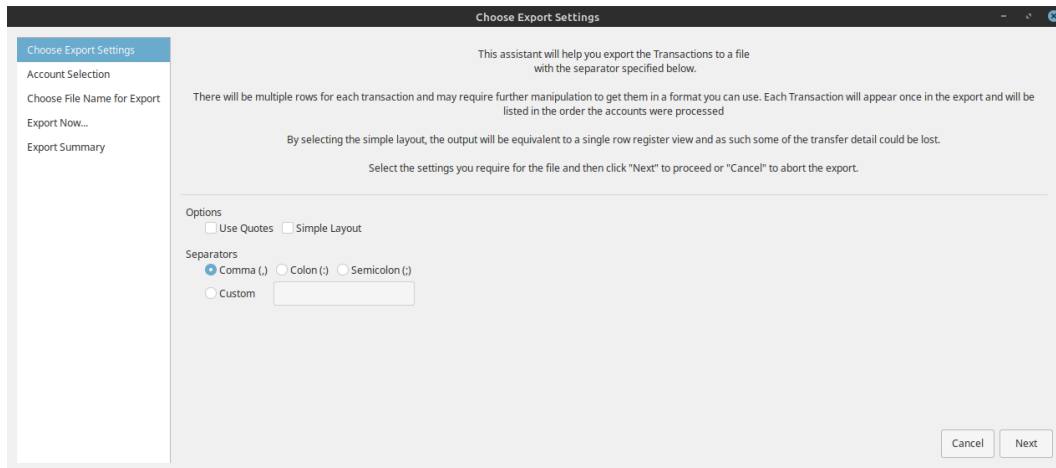 Choose Export Settings
Choose Export Settings
Account Selection
Choose File Name for Export
Export Now...
Export Summary
This assistant will help you export the Transactions to a file
with the separator specified below.
There will be multiple rows for each transaction and may require further manipulation to get them in a format you can use. Each Transaction will appear once in the export and will be
listed in the order the accounts were processed
By selecting the simple layout, the output will be equivalent to a single row register view and as such some of the transfer detail could be lost.
Select the settings you require for the file and then click "Next" to proceed or "Cancel" to abort the export.
Options
Use Quotes Simple Layout
Separators
Comma (,) Colon (:) Semicolon (;)
Custom
Cancel Next